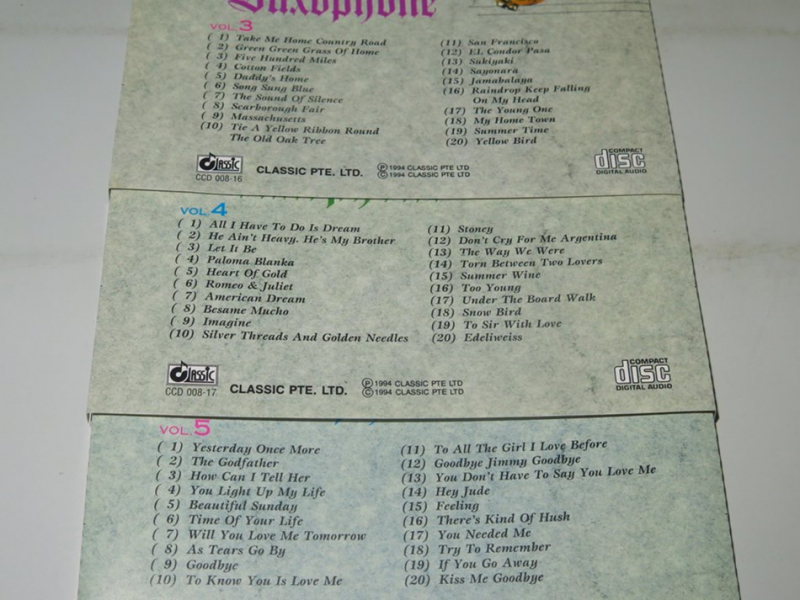 Saxophone
VOL. 3
( 1) Take Me Home Country Road
( 2) Green Green Grass Of Home
( 3) Five Hundred Miles
( 4) Cotton Fields
( 5) Daddy's Home
( 6) Song Sung Blue
( 7) The Sound Of Silence
( 8) Scarborough Fair
( 9) Massachusetts
(10) Tie A Yellow Ribbon Round
The Old Oak Tree
(11) San Francisco
(12) EL Condor Pasa
(13) Sukiyaki
(14) Sayonara
(15) Jamabalaya
(16) Raindrop Keep Falling
On My Head
(17) The Young One
(18) My Home Town
(19) Summer Time
(20) Yellow Bird
Classic
CCD 008-16
CLASSIC PTE. LTD.
Ⓟ1994 CLASSIC PTE LTD
©1994 CLASSIC PTE LTD
COMPACT
disc
DIGITAL AUDIO
VOL. 4
( 1) All I Have To Do Is Dream
( 2) He Ain't Heavy. He's My Brother
( 3) Let It Be
( 4) Paloma Blanka
( 5) Heart Of Gold
( 6) Romeo & Juliet
( 7) American Dream
( 8) Besame Mucho
( 9) Imagine
(10) Silver Threads And Golden Needles
(11) Stoney
(12) Don't Cry For Me Argentina
(13) The Way We Were
(14) Torn Between Two Lovers
(15) Summer Wine
(16) Too Young
(17) Under The Board Walk
(18) Snow Bird
(19) To Sir With Love
(20) Edeliweiss
Classic
CCD 008-17
CLASSIC PTE. LTD.
Ⓟ1994 CLASSIC PTE LTD
©1994 CLASSIC PTE LTD
COMPACT
disc
DIGITAL AUDIO
VOL. 5
( 1) Yesterday Once More
( 2) The Godfather
( 3) How Can I Tell Her
( 4) You Light Up My Life
( 5) Beautiful Sunday
( 6) Time Of Your Life
( 7) Will You Love Me Tomorrow
( 8) As Tears Go By
( 9) Goodbye
(10) To Know You Is Love Me
(11) To All The Girl I Love Before
(12) Goodbye Jimmy Goodbye
(13) You Don't Have To Say You Love Me
(14) Hey Jude
(15) Feeling
(16) There's Kind Of Hush
(17) You Needed Me
(18) Try To Remember
(19) If You Go Away
(20) Kiss Me Goodbye